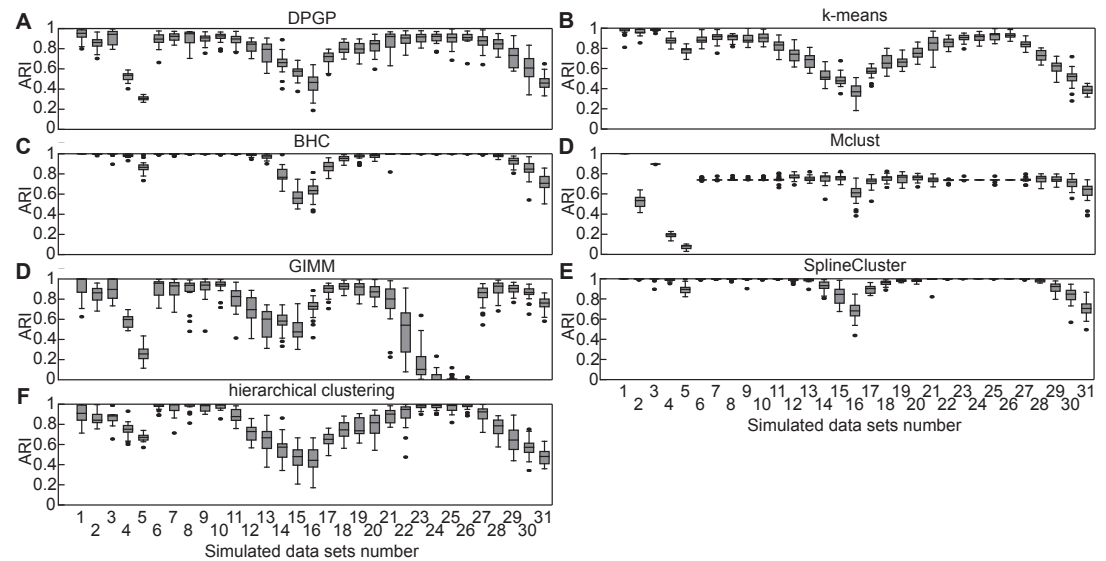 A DPGP
ARI
1
0.8
0.6
0.4
0.2
0
B k-means
ARI
1
0.8
0.6
0.4
0.2
0
C BHC
ARI
1
0.8
0.6
0.4
0.2
0
D Mclust
ARI
1
0.8
0.6
0.4
0.2
0
D GIMM
ARI
1
0.8
0.6
0.4
0.2
0
E SplineCluster
ARI
1
0.8
0.6
0.4
0.2
0
1 3 5 7 9 11 13 15 17 19 21 23 25 27 29 31
2 4 6 8 10 12 14 16 18 20 22 24 26 28 30
Simulated data sets number
F hierarchical clustering
ARI
1
0.8
0.6
0.4
0.2
0
1 3 5 7 9 11 13 15 17 19 21 23 25 27 29 31
2 4 6 8 10 12 14 16 18 20 22 24 26 28 30
Simulated data sets number